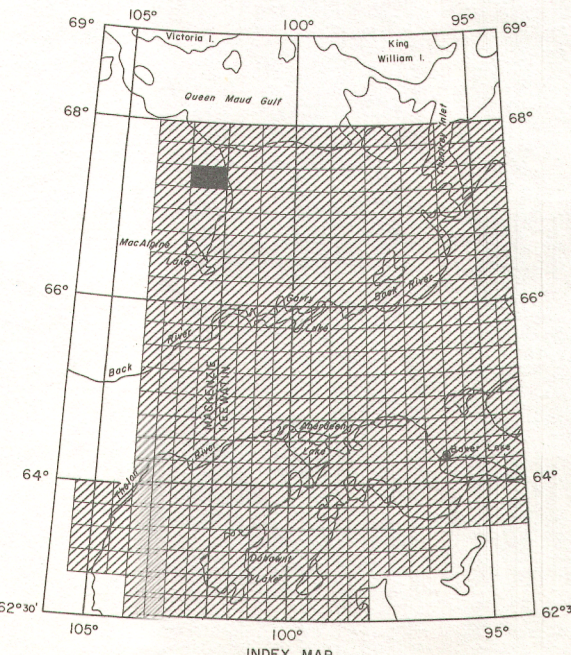 105°
100°
95°
69°
69°
Victoria I.
King
William I.
Queen Maud Gulf
68°
68°
Chantrey Inlet
MacAlpine
Lake
66°
66°
Garry
Lake
Back River
River
Back
MACKENZIE
KEEWATIN
Aberdeen
Lake
River
Baker Lake
Thelon
64°
64°
Dubawnt
Lake
62°30'
62°3
105°
100°
95°
INDEX MAP